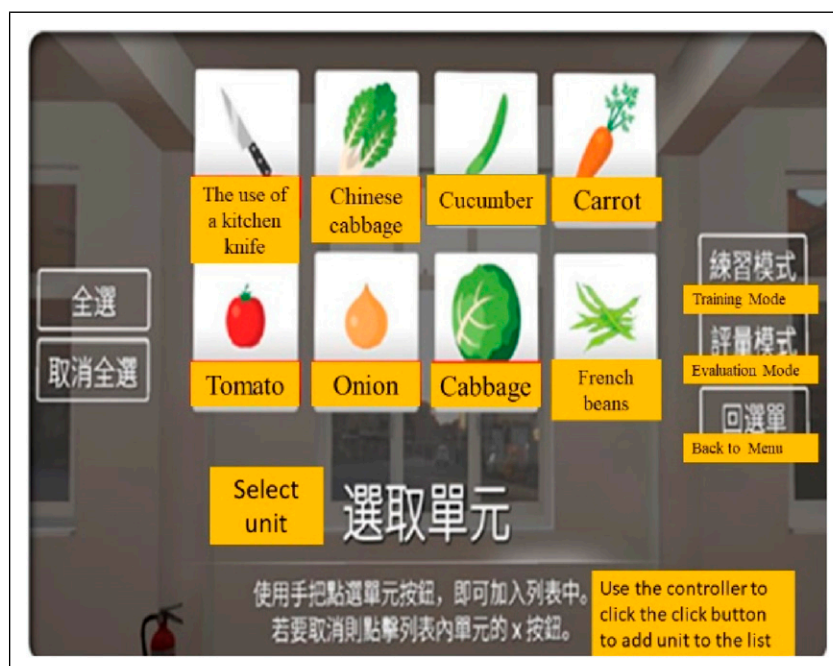 The use of
a kitchen
knife
Chinese
cabbage
Cucumber
Carrot
Tomato
Onion
Cabbage
French
beans
全選
取消全選
練習模式
Training Mode
評量模式
Evaluation Mode
回選單
Back to Menu
Select
unit
選取單元
使用手把點選單元按鈕，即可加入列表中。
若要取消則點擊列表內單元的 x 按鈕。
Use the controller to
click the click button
to add unit to the list